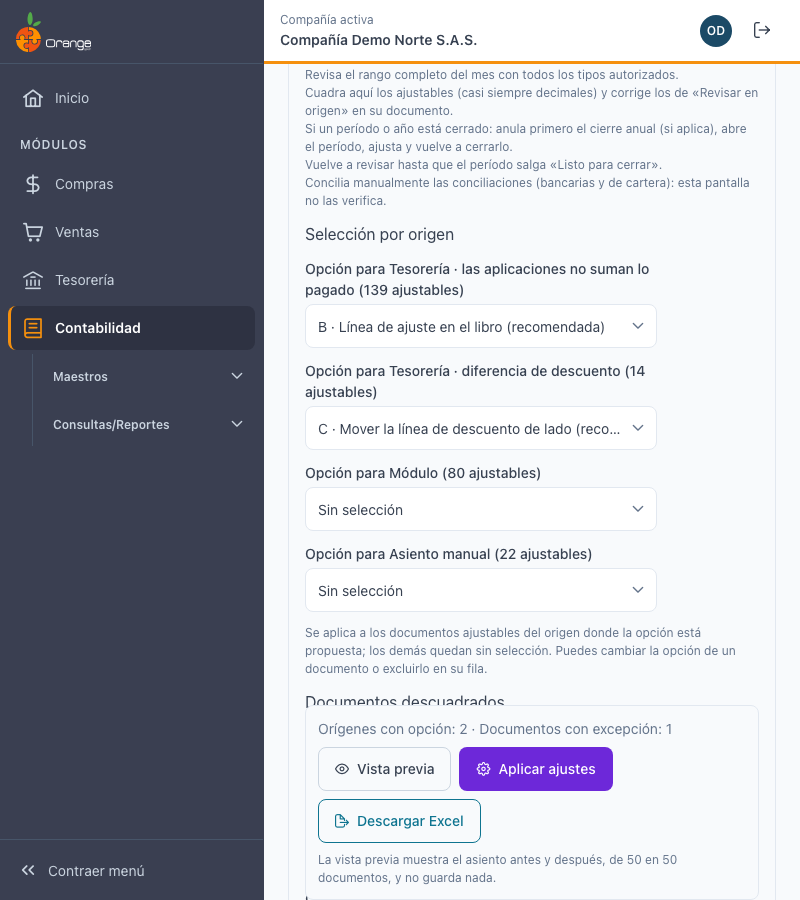 Orange
Inicio
MÓDULOS
Compras
Ventas
Tesorería
Contabilidad
Maestros
Consultas/Reportes
Contraer menú
Compañía activa
Compañía Demo Norte S.A.S.
OD
Revisa el rango completo del mes con todos los tipos autorizados.
Cuadra aquí los ajustables (casi siempre decimales) y corrige los de «Revisar en
origen» en su documento.
Si un período o año está cerrado: anula primero el cierre anual (si aplica), abre
el período, ajusta y vuelve a cerrarlo.
Vuelve a revisar hasta que el período salga «Listo para cerrar».
Concilia manualmente las conciliaciones (bancarias y de cartera): esta pantalla
no las verifica.
Selección por origen
Opción para Tesorería · las aplicaciones no suman lo
pagado (139 ajustables)
B · Línea de ajuste en el libro (recomendada)
Opción para Tesorería · diferencia de descuento (14
ajustables)
C · Mover la línea de descuento de lado (reco...
Opción para Módulo (80 ajustables)
Sin selección
Opción para Asiento manual (22 ajustables)
Sin selección
Se aplica a los documentos ajustables del origen donde la opción está
propuesta; los demás quedan sin selección. Puedes cambiar la opción de un
documento o excluirlo en su fila.
Documentos descuadrados
Orígenes con opción: 2 · Documentos con excepción: 1
Vista previa
Aplicar ajustes
Descargar Excel
La vista previa muestra el asiento antes y después, de 50 en 50
documentos, y no guarda nada.